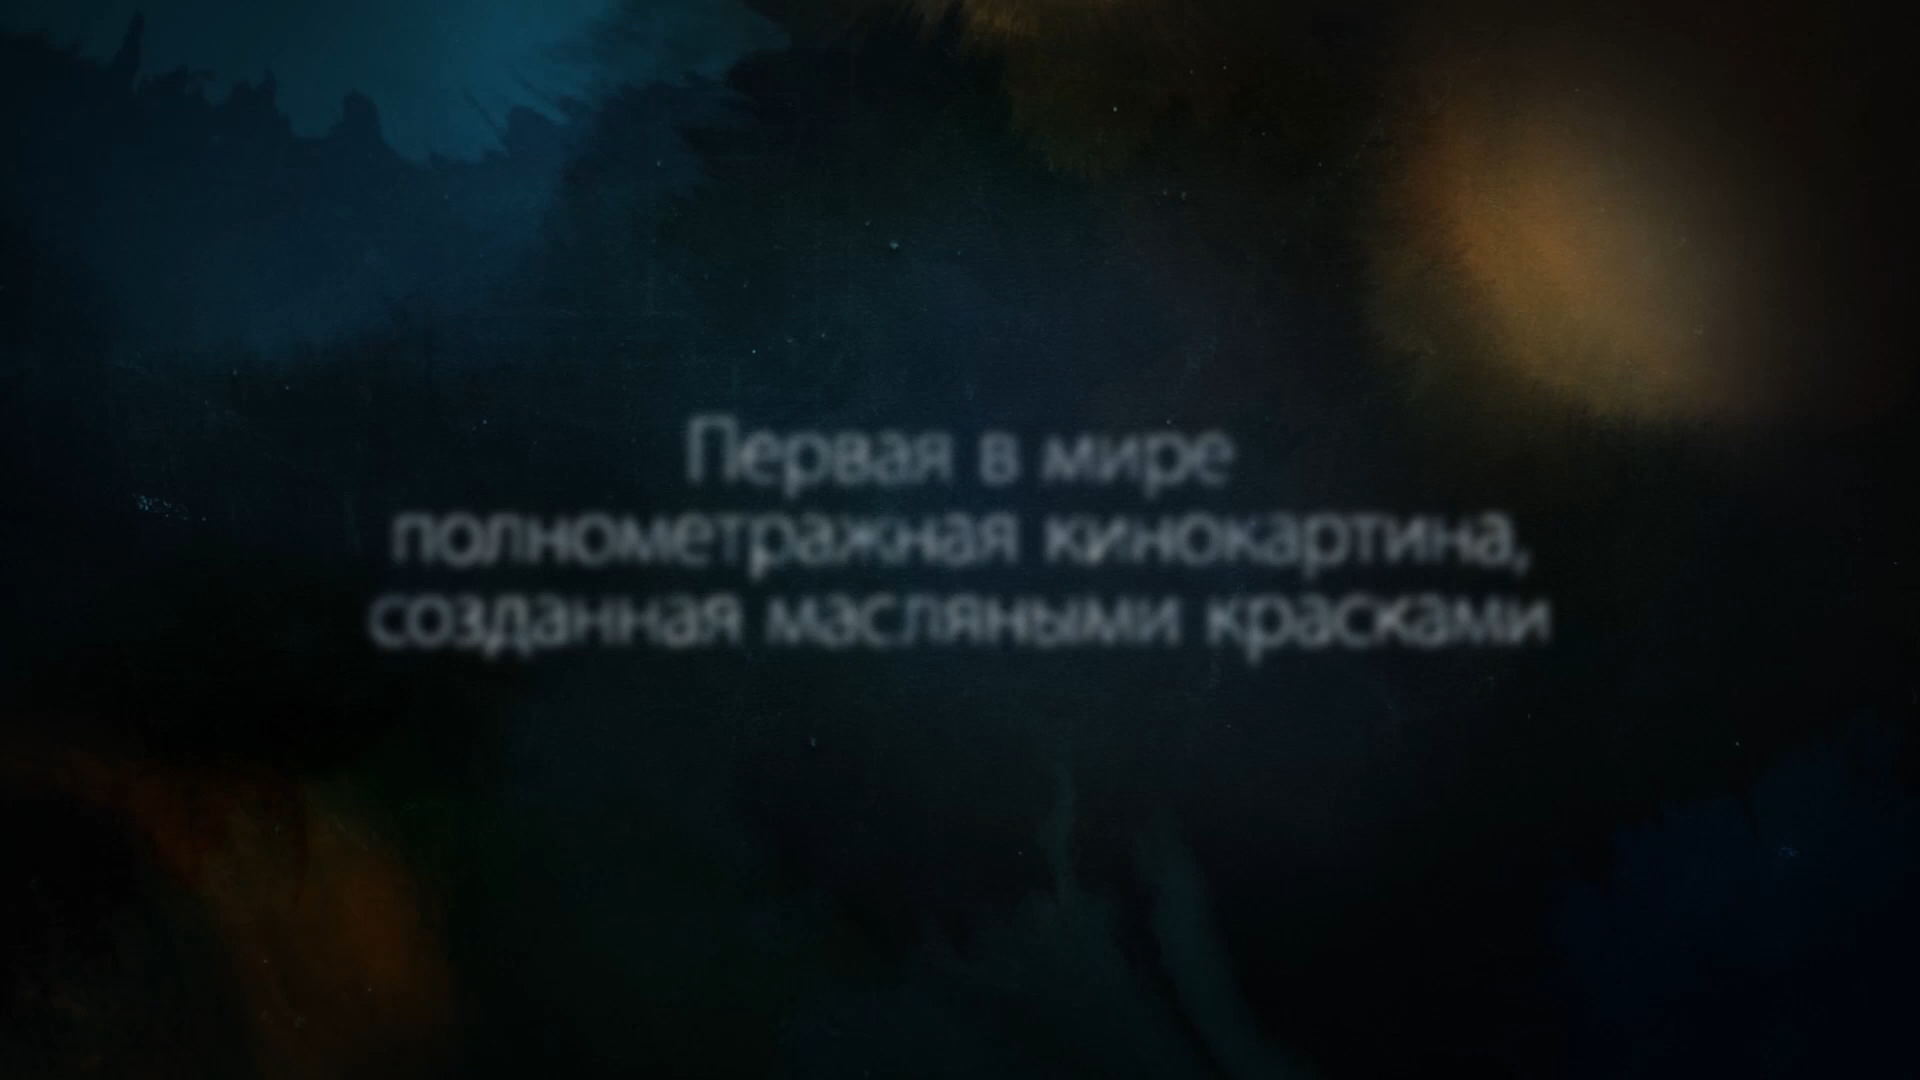 Первая в мире
полнометражная кинокартина,
созданная масляными красками